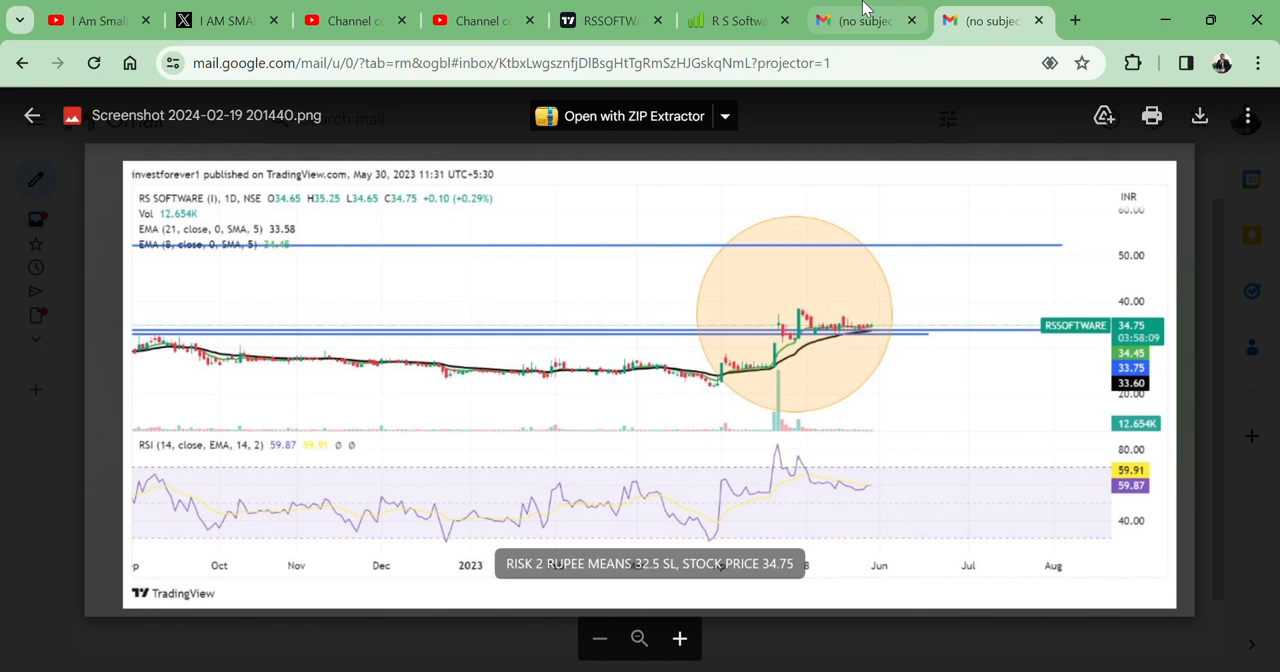 I Am Smal
I AM SMA
Channel co
Channel co
RSSOFTW
R S Softwa
(no subjec
(no subjec
mail.google.com/mail/u/0/?tab=rm&ogbl#inbox/KtbxLwgsznfjDlBsgHtTgRmSzHJGskqNmL?projector=1
Screenshot 2024-02-19 201440.png
Open with ZIP Extractor
investforever1 published on TradingView.com, May 30, 2023 11:31 UTC+5:30
RS SOFTWARE (I), 1D, NSE O34.65 H35.25 L34.65 C34.75 +0.10 (+0.29%)
INR
Vol 12.654K
60.00
EMA (21, close, 0, SMA, 5) 33.58
EMA (8, close, 0, SMA, 5) 34.45
50.00
40.00
RSSOFTWARE 34.75
03:58:09
34.45
33.75
33.60
20.00
12.654K
RSI (14, close, EMA, 14, 2) 59.87 59.91 Ø Ø
80.00
59.91
59.87
40.00
RISK 2 RUPEE MEANS 32.5 SL, STOCK PRICE 34.75
Oct Nov Dec 2023 Jun Jul Aug
TradingView